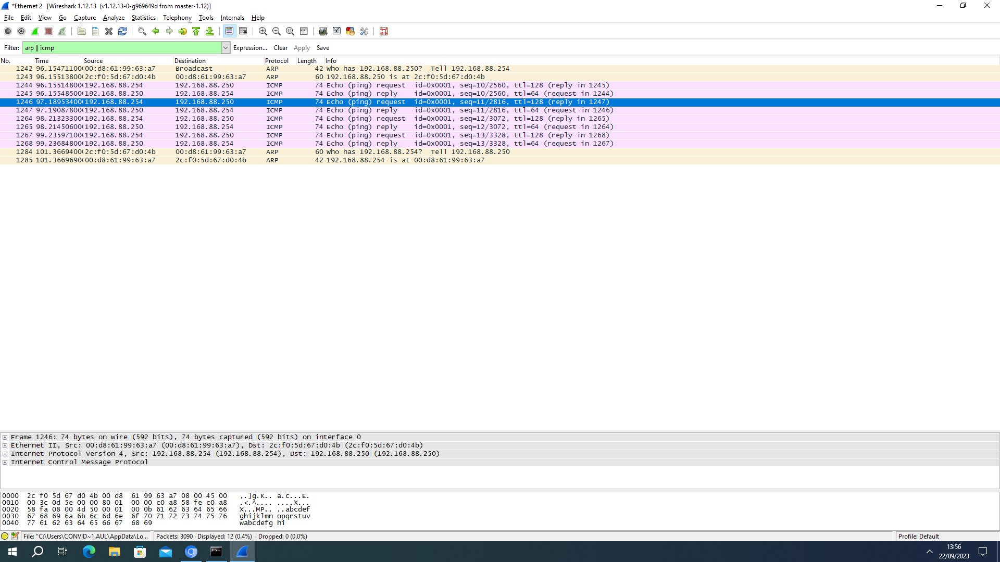 *Ethernet 2 [Wireshark 1.12.13 (v1.12.13-0-g969649d from master-1.12)]
File Edit View Go Capture Analyze Statistics Telephony Tools Internals Help
Filter: arp || icmp Expression... Clear Apply Save
No. Time Source Destination Protocol Length Info
1242 96.154711000 00:d8:61:99:63:a7 Broadcast ARP 42 Who has 192.168.88.250? Tell 192.168.88.254
1243 96.155138000 2c:f0:5d:67:d0:4b 00:d8:61:99:63:a7 ARP 60 192.168.88.250 is at 2c:f0:5d:67:d0:4b
1244 96.155148000 192.168.88.254 192.168.88.250 ICMP 74 Echo (ping) request id=0x0001, seq=10/2560, ttl=128 (reply in 1245)
1245 96.155485000 192.168.88.250 192.168.88.254 ICMP 74 Echo (ping) reply id=0x0001, seq=10/2560, ttl=64 (request in 1244)
1246 97.189534000 192.168.88.254 192.168.88.250 ICMP 74 Echo (ping) request id=0x0001, seq=11/2816, ttl=128 (reply in 1247)
1247 97.190878000 192.168.88.250 192.168.88.254 ICMP 74 Echo (ping) reply id=0x0001, seq=11/2816, ttl=64 (request in 1246)
1264 98.213233000 192.168.88.254 192.168.88.250 ICMP 74 Echo (ping) request id=0x0001, seq=12/3072, ttl=128 (reply in 1265)
1265 98.214506000 192.168.88.250 192.168.88.254 ICMP 74 Echo (ping) reply id=0x0001, seq=12/3072, ttl=64 (request in 1264)
1267 99.235971000 192.168.88.254 192.168.88.250 ICMP 74 Echo (ping) request id=0x0001, seq=13/3328, ttl=128 (reply in 1268)
1268 99.236848000 192.168.88.250 192.168.88.254 ICMP 74 Echo (ping) reply id=0x0001, seq=13/3328, ttl=64 (request in 1267)
1284 101.36694000 2c:f0:5d:67:d0:4b 00:d8:61:99:63:a7 ARP 60 Who has 192.168.88.254? Tell 192.168.88.250
1285 101.36696900 00:d8:61:99:63:a7 2c:f0:5d:67:d0:4b ARP 42 192.168.88.254 is at 00:d8:61:99:63:a7
Frame 1246: 74 bytes on wire (592 bits), 74 bytes captured (592 bits) on interface 0
Ethernet II, Src: 00:d8:61:99:63:a7 (00:d8:61:99:63:a7), Dst: 2c:f0:5d:67:d0:4b (2c:f0:5d:67:d0:4b)
Internet Protocol Version 4, Src: 192.168.88.254 (192.168.88.254), Dst: 192.168.88.250 (192.168.88.250)
Internet Control Message Protocol
0000 2c f0 5d 67 d0 4b 00 d8 61 99 63 a7 08 00 45 00 ,.]g.K.. a.c...E.
0010 00 3c 0d 5e 00 00 80 01 00 00 c0 a8 58 fe c0 a8 .<.^.... ....X...
0020 58 fa 08 00 4d 50 00 01 00 0b 61 62 63 64 65 66 X...MP.. ..abcdef
0030 67 68 69 6a 6b 6c 6d 6e 6f 70 71 72 73 74 75 76 ghijklmn opqrstuv
0040 77 61 62 63 64 65 66 67 68 69 wabcdefg hi
File: "C:\Users\CONVID~1.AUL\AppData\Lo... Packets: 3090 · Displayed: 12 (0.4%) · Dropped: 0 (0.0%) Profile: Default
13:56
22/09/2023